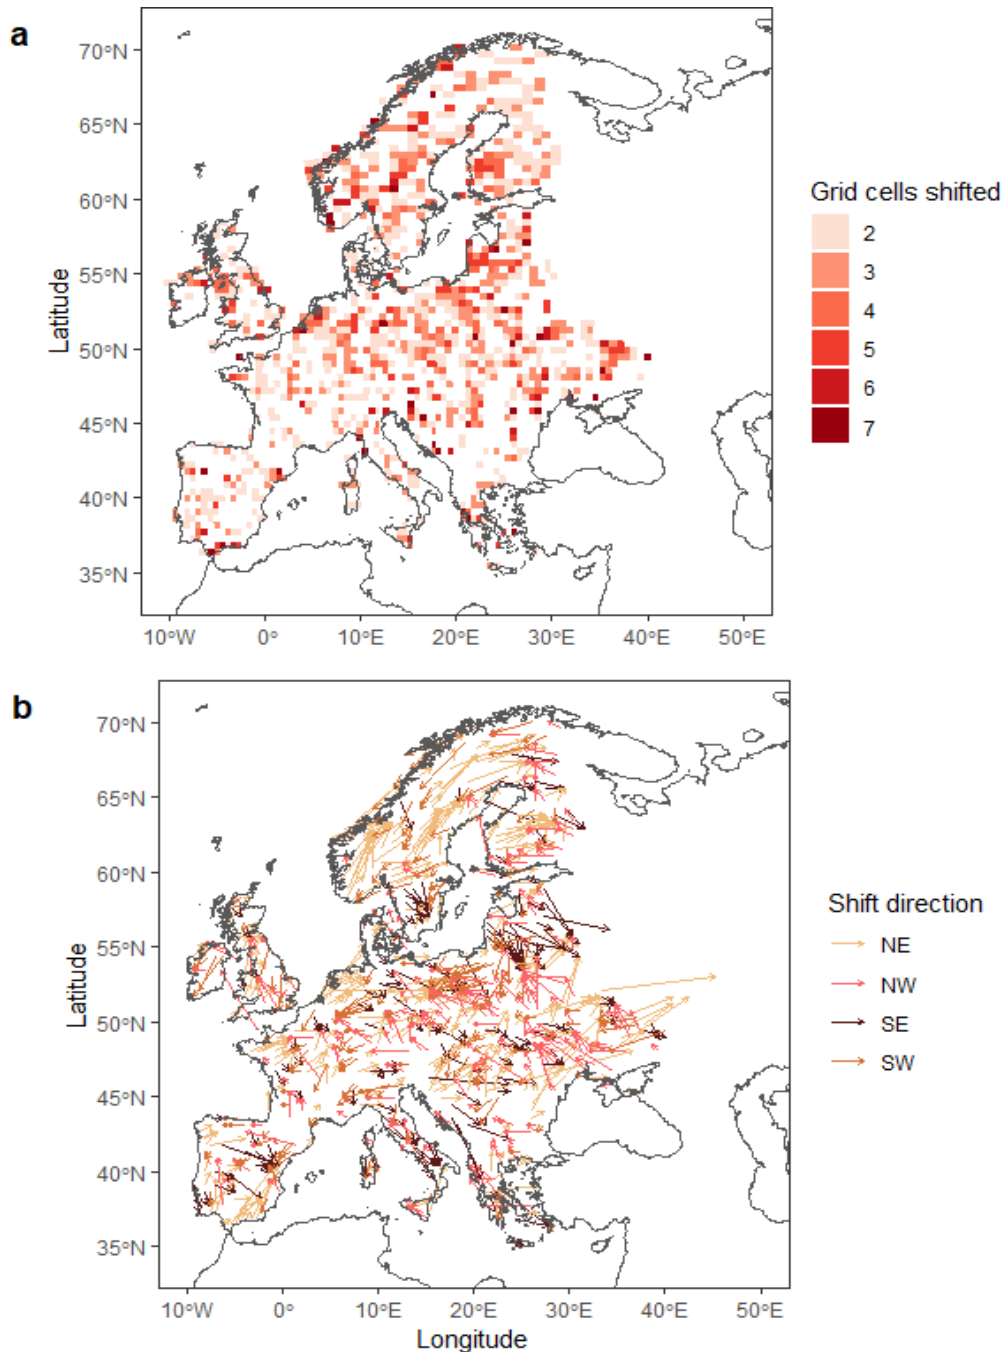 a
70°N
65°N
60°N
55°N
50°N
45°N
40°N
35°N
Latitude
10°W 0° 10°E 20°E 30°E 40°E 50°E
Grid cells shifted
2
3
4
5
6
7
b
70°N
65°N
60°N
55°N
50°N
45°N
40°N
35°N
Latitude
10°W 0° 10°E 20°E 30°E 40°E 50°E
Longitude
Shift direction
NE
NW
SE
SW